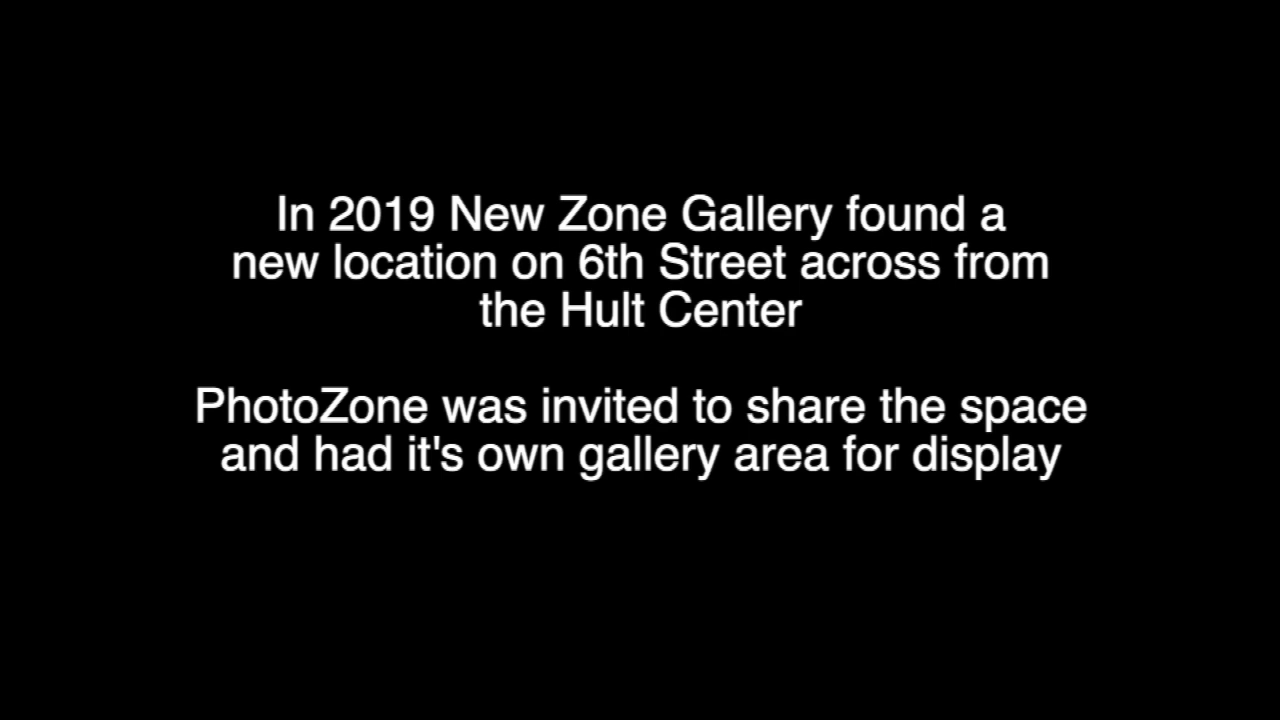 In 2019 New Zone Gallery found a
new location on 6th Street across from
the Hult Center
PhotoZone was invited to share the space
and had it's own gallery area for display